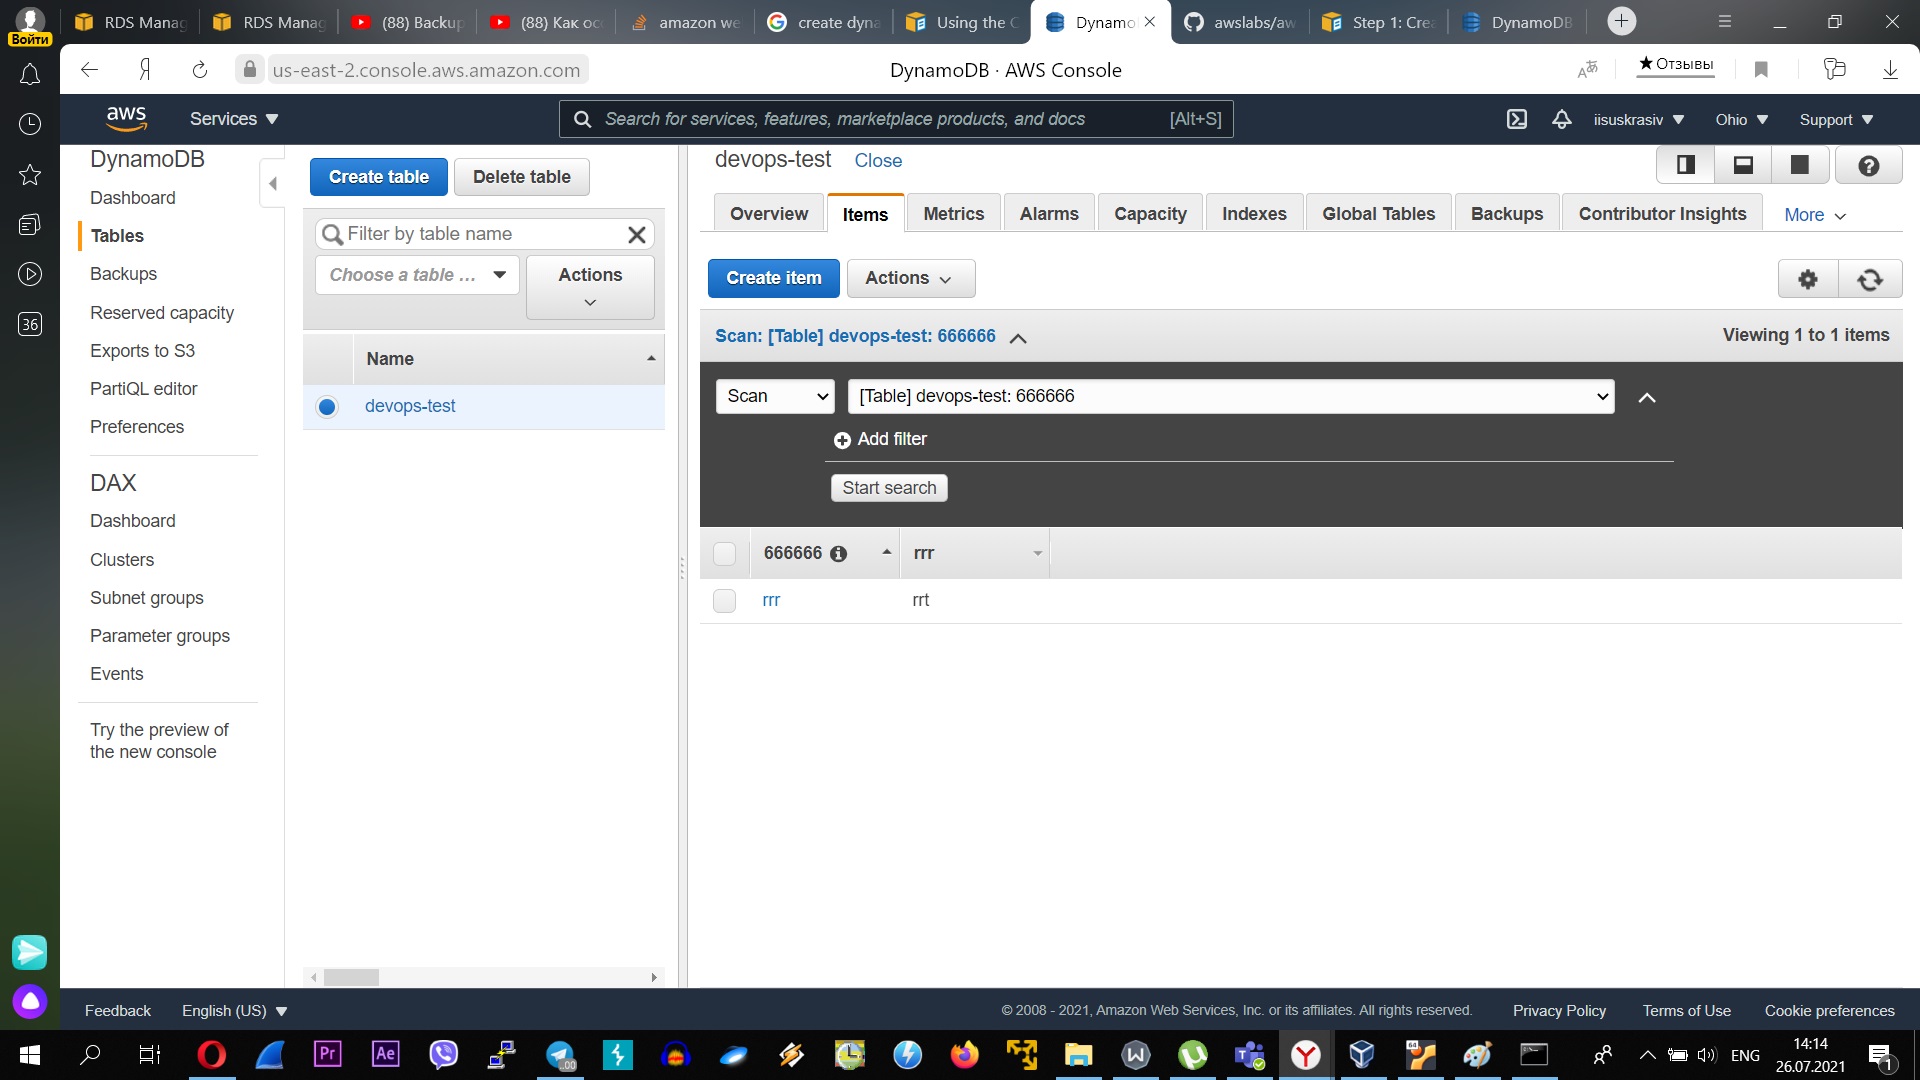 RDS Manag
RDS Manag
(88) Backup
(88) Как осо
amazon we
create dyna
Using the C
Dynamo
awslabs/aw
Step 1: Crea
DynamoDB
Войти
us-east-2.console.aws.amazon.com
DynamoDB · AWS Console
★ Отзывы
aws
Services
Search for services, features, marketplace products, and docs
[Alt+S]
iisuskrasiv
Ohio
Support
36
DynamoDB
Dashboard
Tables
Backups
Reserved capacity
Exports to S3
PartiQL editor
Preferences
DAX
Dashboard
Clusters
Subnet groups
Parameter groups
Events
Try the preview of
the new console
Create table
Delete table
Filter by table name
Choose a table ...
Actions
Name
devops-test
devops-test
Close
Overview
Items
Metrics
Alarms
Capacity
Indexes
Global Tables
Backups
Contributor Insights
More
Create item
Actions
Scan: [Table] devops-test: 666666
Viewing 1 to 1 items
Scan
[Table] devops-test: 666666
Add filter
Start search
666666
rrr
rrr
rrt
Feedback
English (US)
© 2008 - 2021, Amazon Web Services, Inc. or its affiliates. All rights reserved.
Privacy Policy
Terms of Use
Cookie preferences
Pr
Ae
ENG
14:14
26.07.2021
1